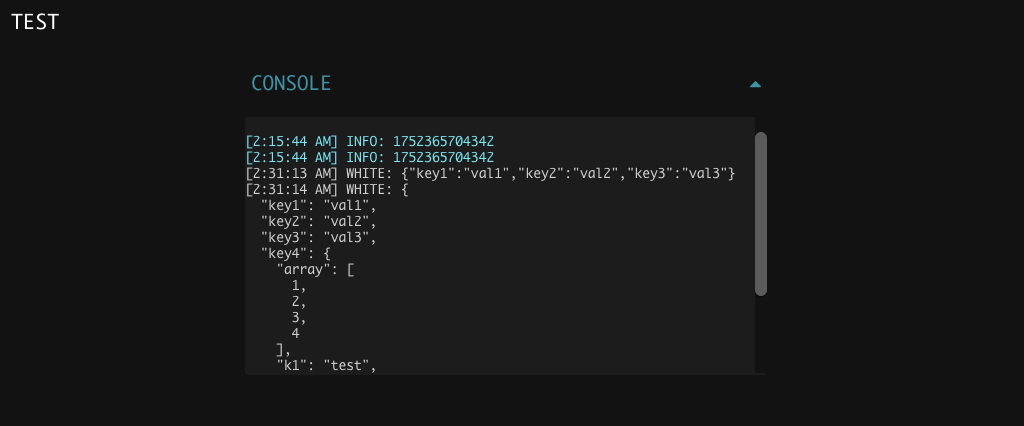 TEST
CONSOLE
[2:15:44 AM] INFO: 1752365704342
[2:15:44 AM] INFO: 1752365704342
[2:31:13 AM] WHITE: {"key1":"val1","key2":"val2","key3":"val3"}
[2:31:14 AM] WHITE: {
  "key1": "val1",
  "key2": "val2",
  "key3": "val3",
  "key4": {
    "array": [
      1,
      2,
      3,
      4
    ],
    "k1": "test",